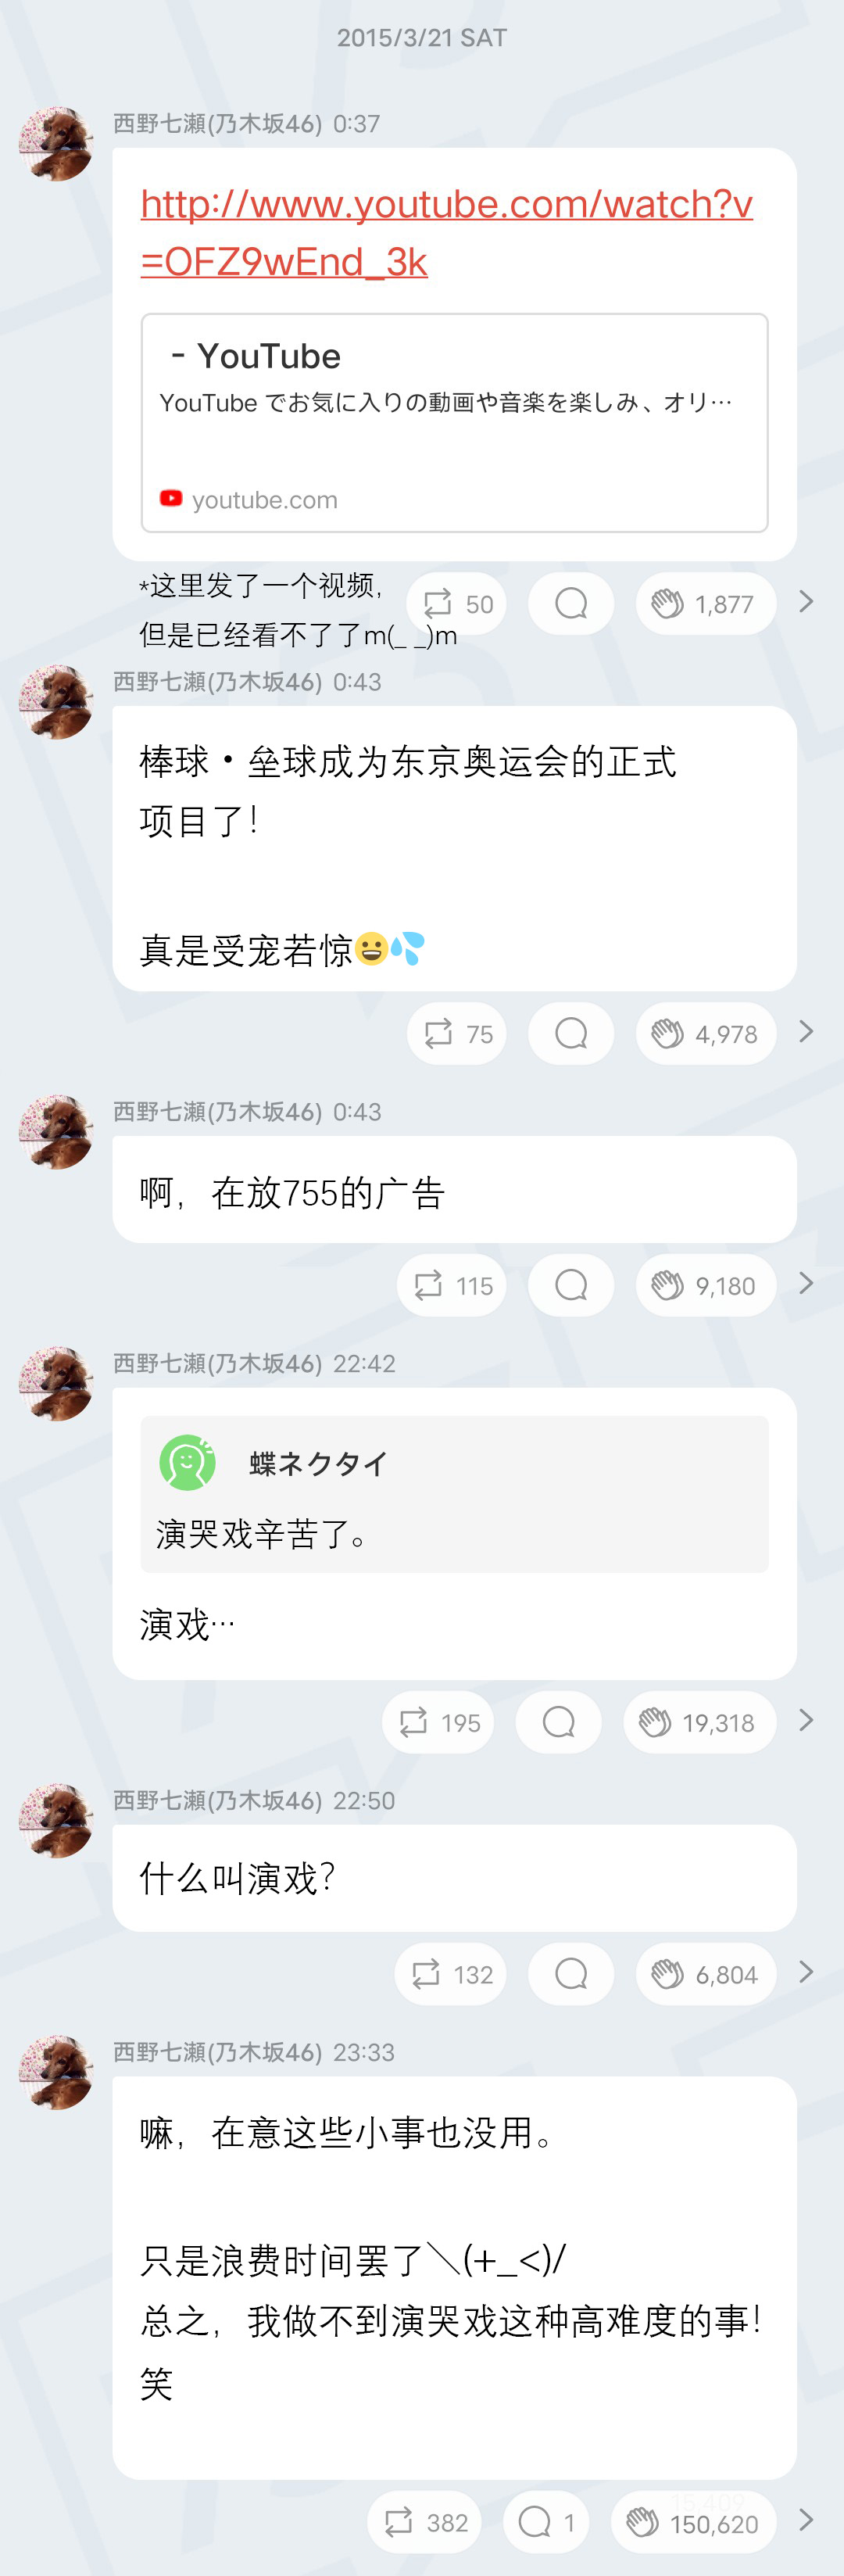 2015/3/21 SAT
西野七瀬(乃木坂46) 0:37
http://www.youtube.com/watch?v
=OFZ9wEnd_3k
- YouTube
YouTube でお気に入りの動画や音楽を楽しみ、オリ…
youtube.com
*这里发了一个视频,
50 1,877
但是已经看不了了m(_ _)m
西野七瀬(乃木坂46) 0:43
棒球·垒球成为东京奥运会的正式
项目了!
真是受宠若惊😀💦
75 4,978
西野七瀬(乃木坂46) 0:43
啊, 在放755的广告
115 9,180
西野七瀬(乃木坂46) 22:42
蝶ネクタイ
演哭戏辛苦了。
演戏…
195 19,318
西野七瀬(乃木坂46) 22:50
什么叫演戏?
132 6,804
西野七瀬(乃木坂46) 23:33
嘛, 在意这些小事也没用。
只是浪费时间罢了＼(+_<)/
总之, 我做不到演哭戏这种高难度的事!
笑
382 1 150,620